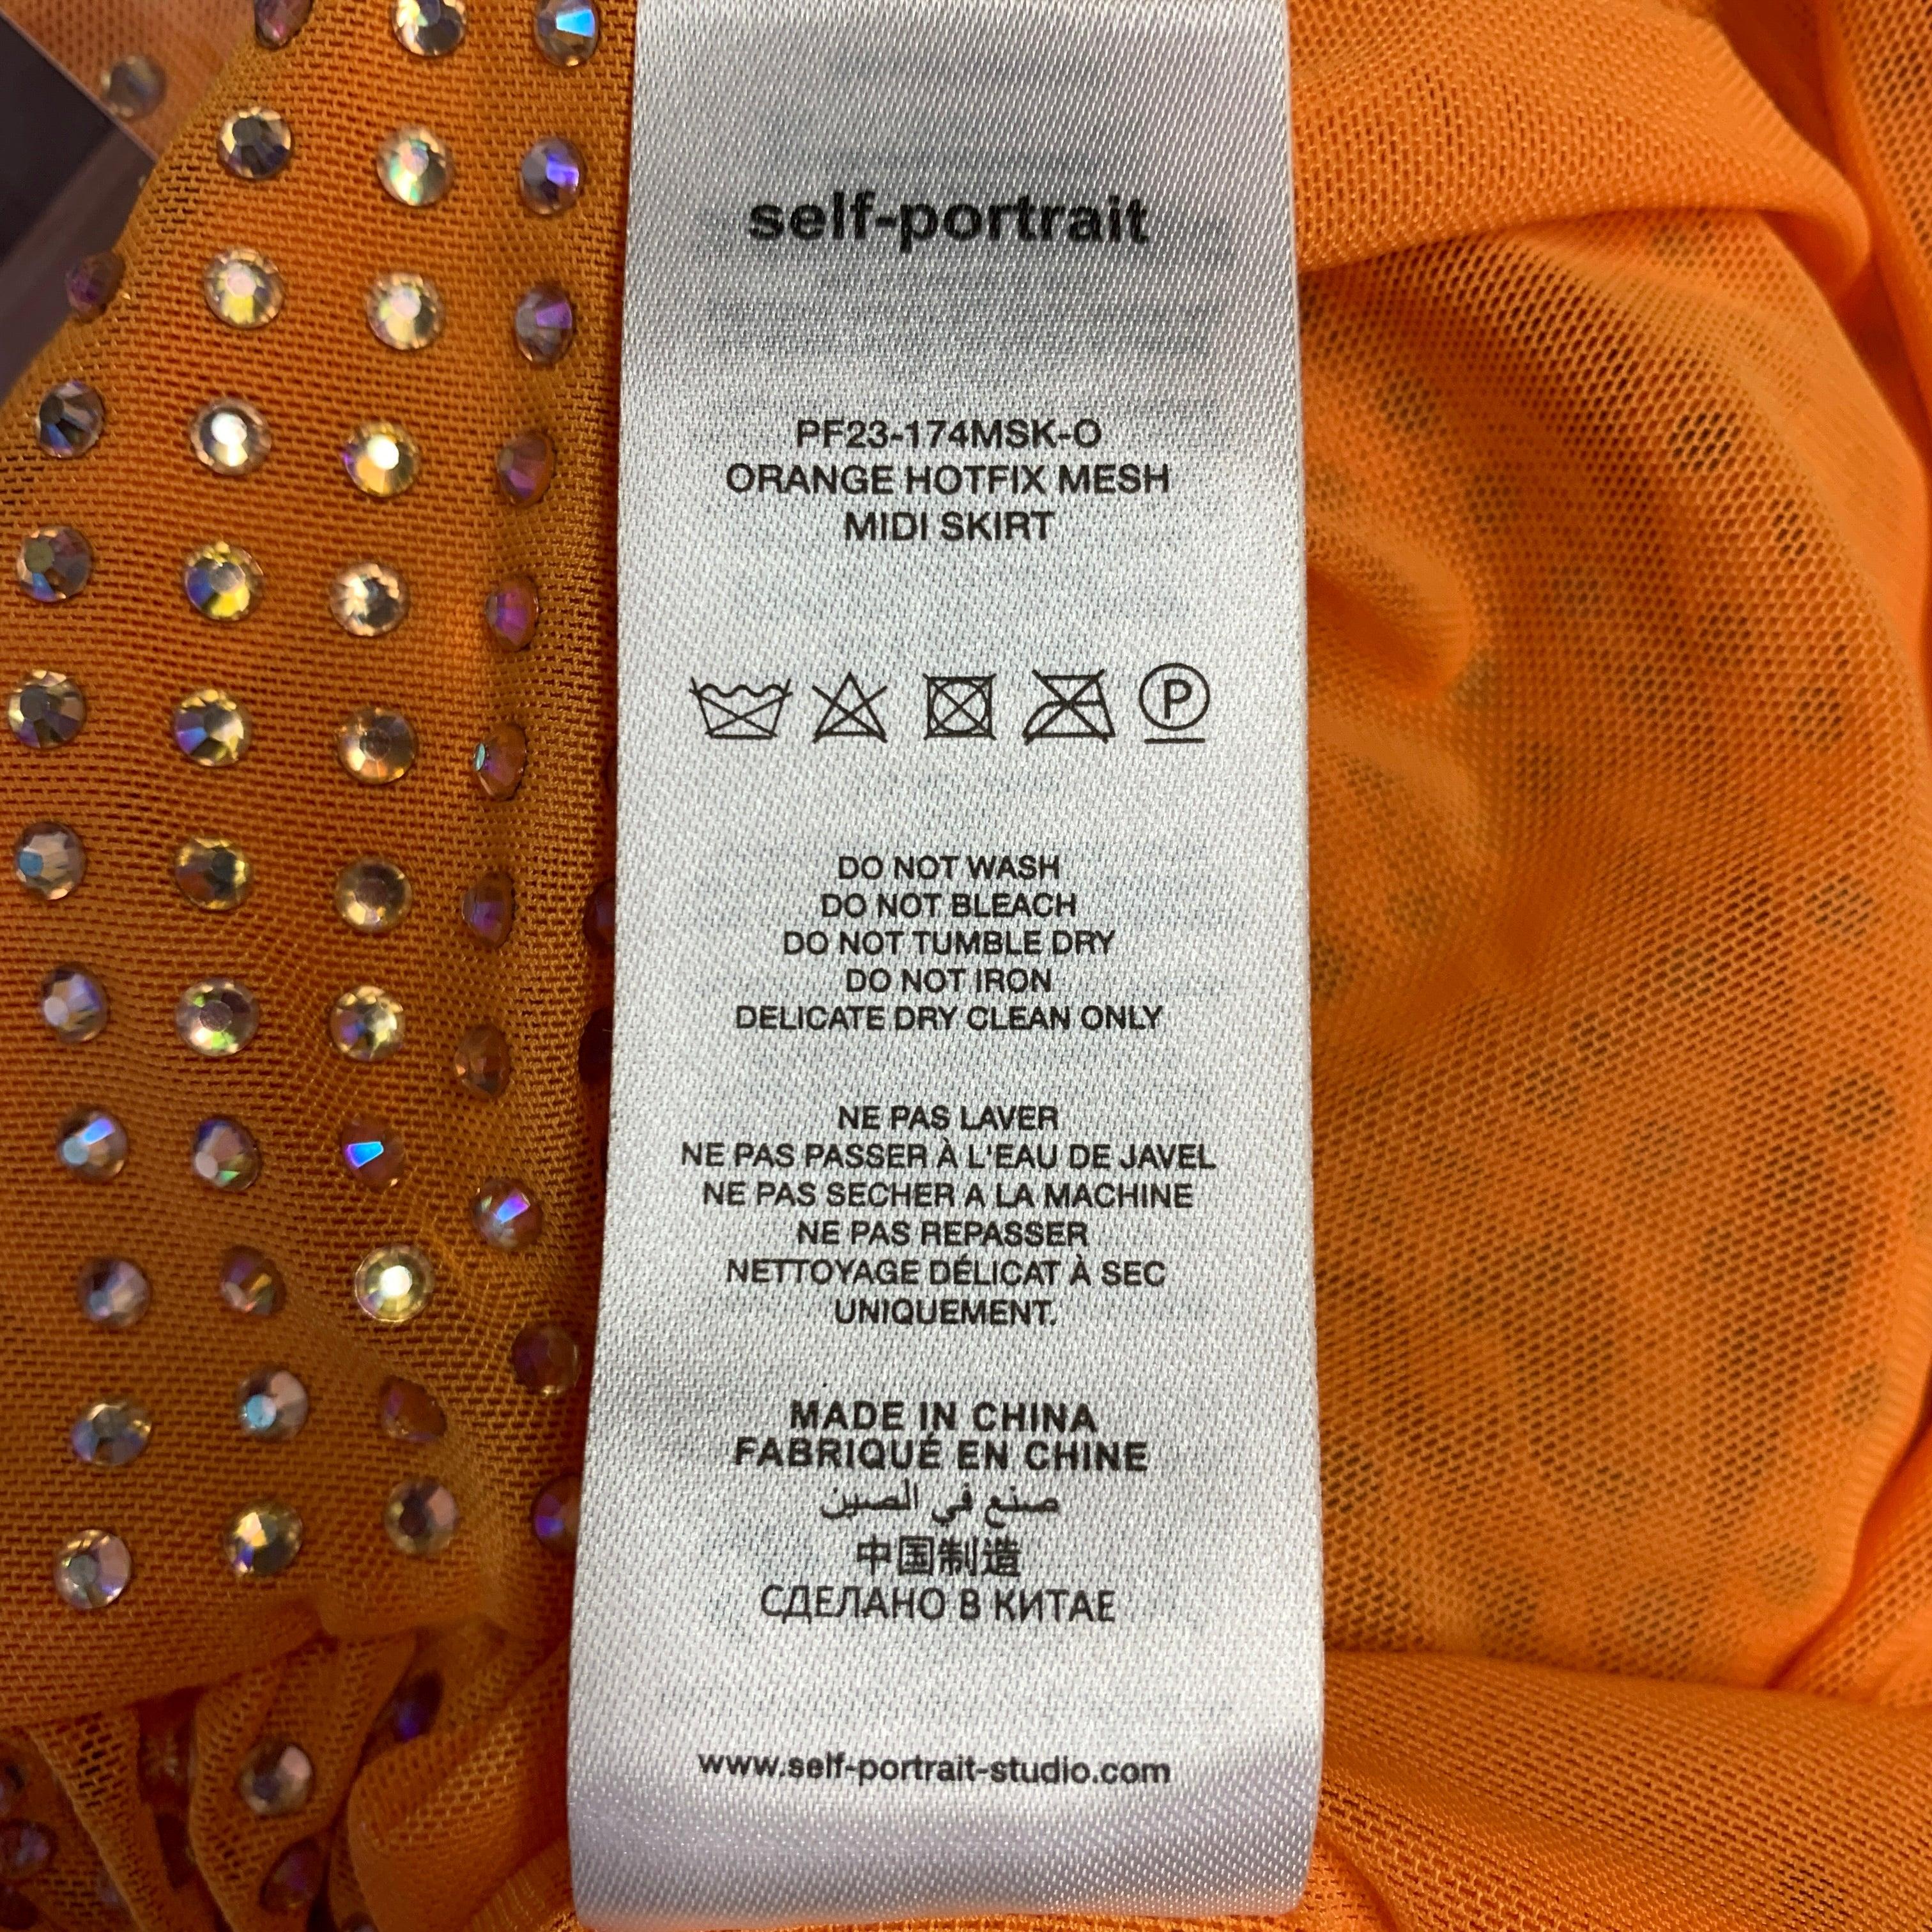 self-portrait
PF23-174MSK-O
ORANGE HOTFIX MESH
MIDI SKIRT
P
DO NOT WASH
DO NOT BLEACH
DO NOT TUMBLE DRY
DO NOT IRON
DELICATE DRY CLEAN ONLY
NE PAS LAVER
NE PAS PASSER À L'EAU DE JAVEL
NE PAS SECHER A LA MACHINE
NE PAS REPASSER
NETTOYAGE DÉLICAT À SEC
UNIQUEMENT.
MADE IN CHINA
FABRIQUÉ EN CHINE
صنع في الصين
中国制造
СДЕЛАНО В КИТАЕ
www.self-portrait-studio.com